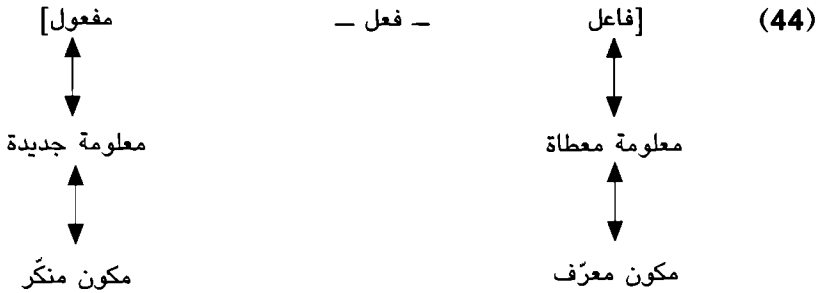 (44) [فاعل – فعل – مفعول]
معلومة معطاة معلومة جديدة
مكون معرّف مكون منكّر